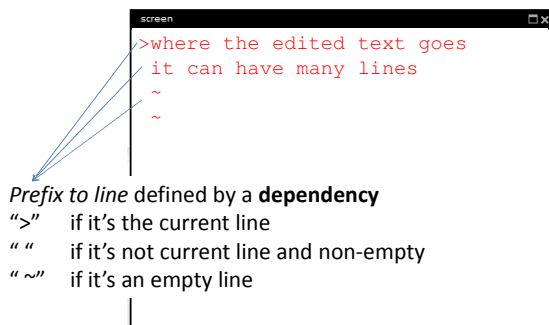 screen
>where the edited text goes
it can have many lines
~
~
Prefix to line defined by a dependency
“>” if it’s the current line
“ “ if it’s not current line and non-empty
“ ~” if it’s an empty line